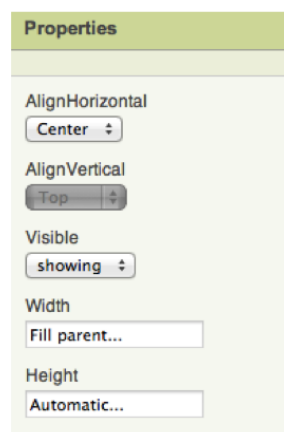 Properties
AlignHorizontal
Center
AlignVertical
Top
Visible
showing
Width
Fill parent...
Height
Automatic...